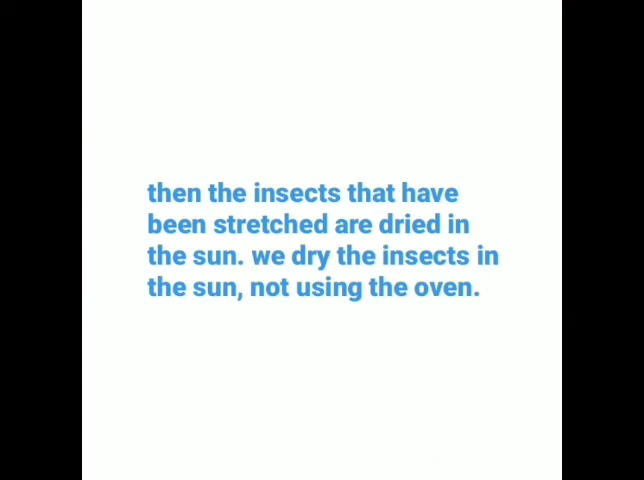 then the insects that have
been stretched are dried in
the sun. we dry the insects in
the sun, not using the oven.